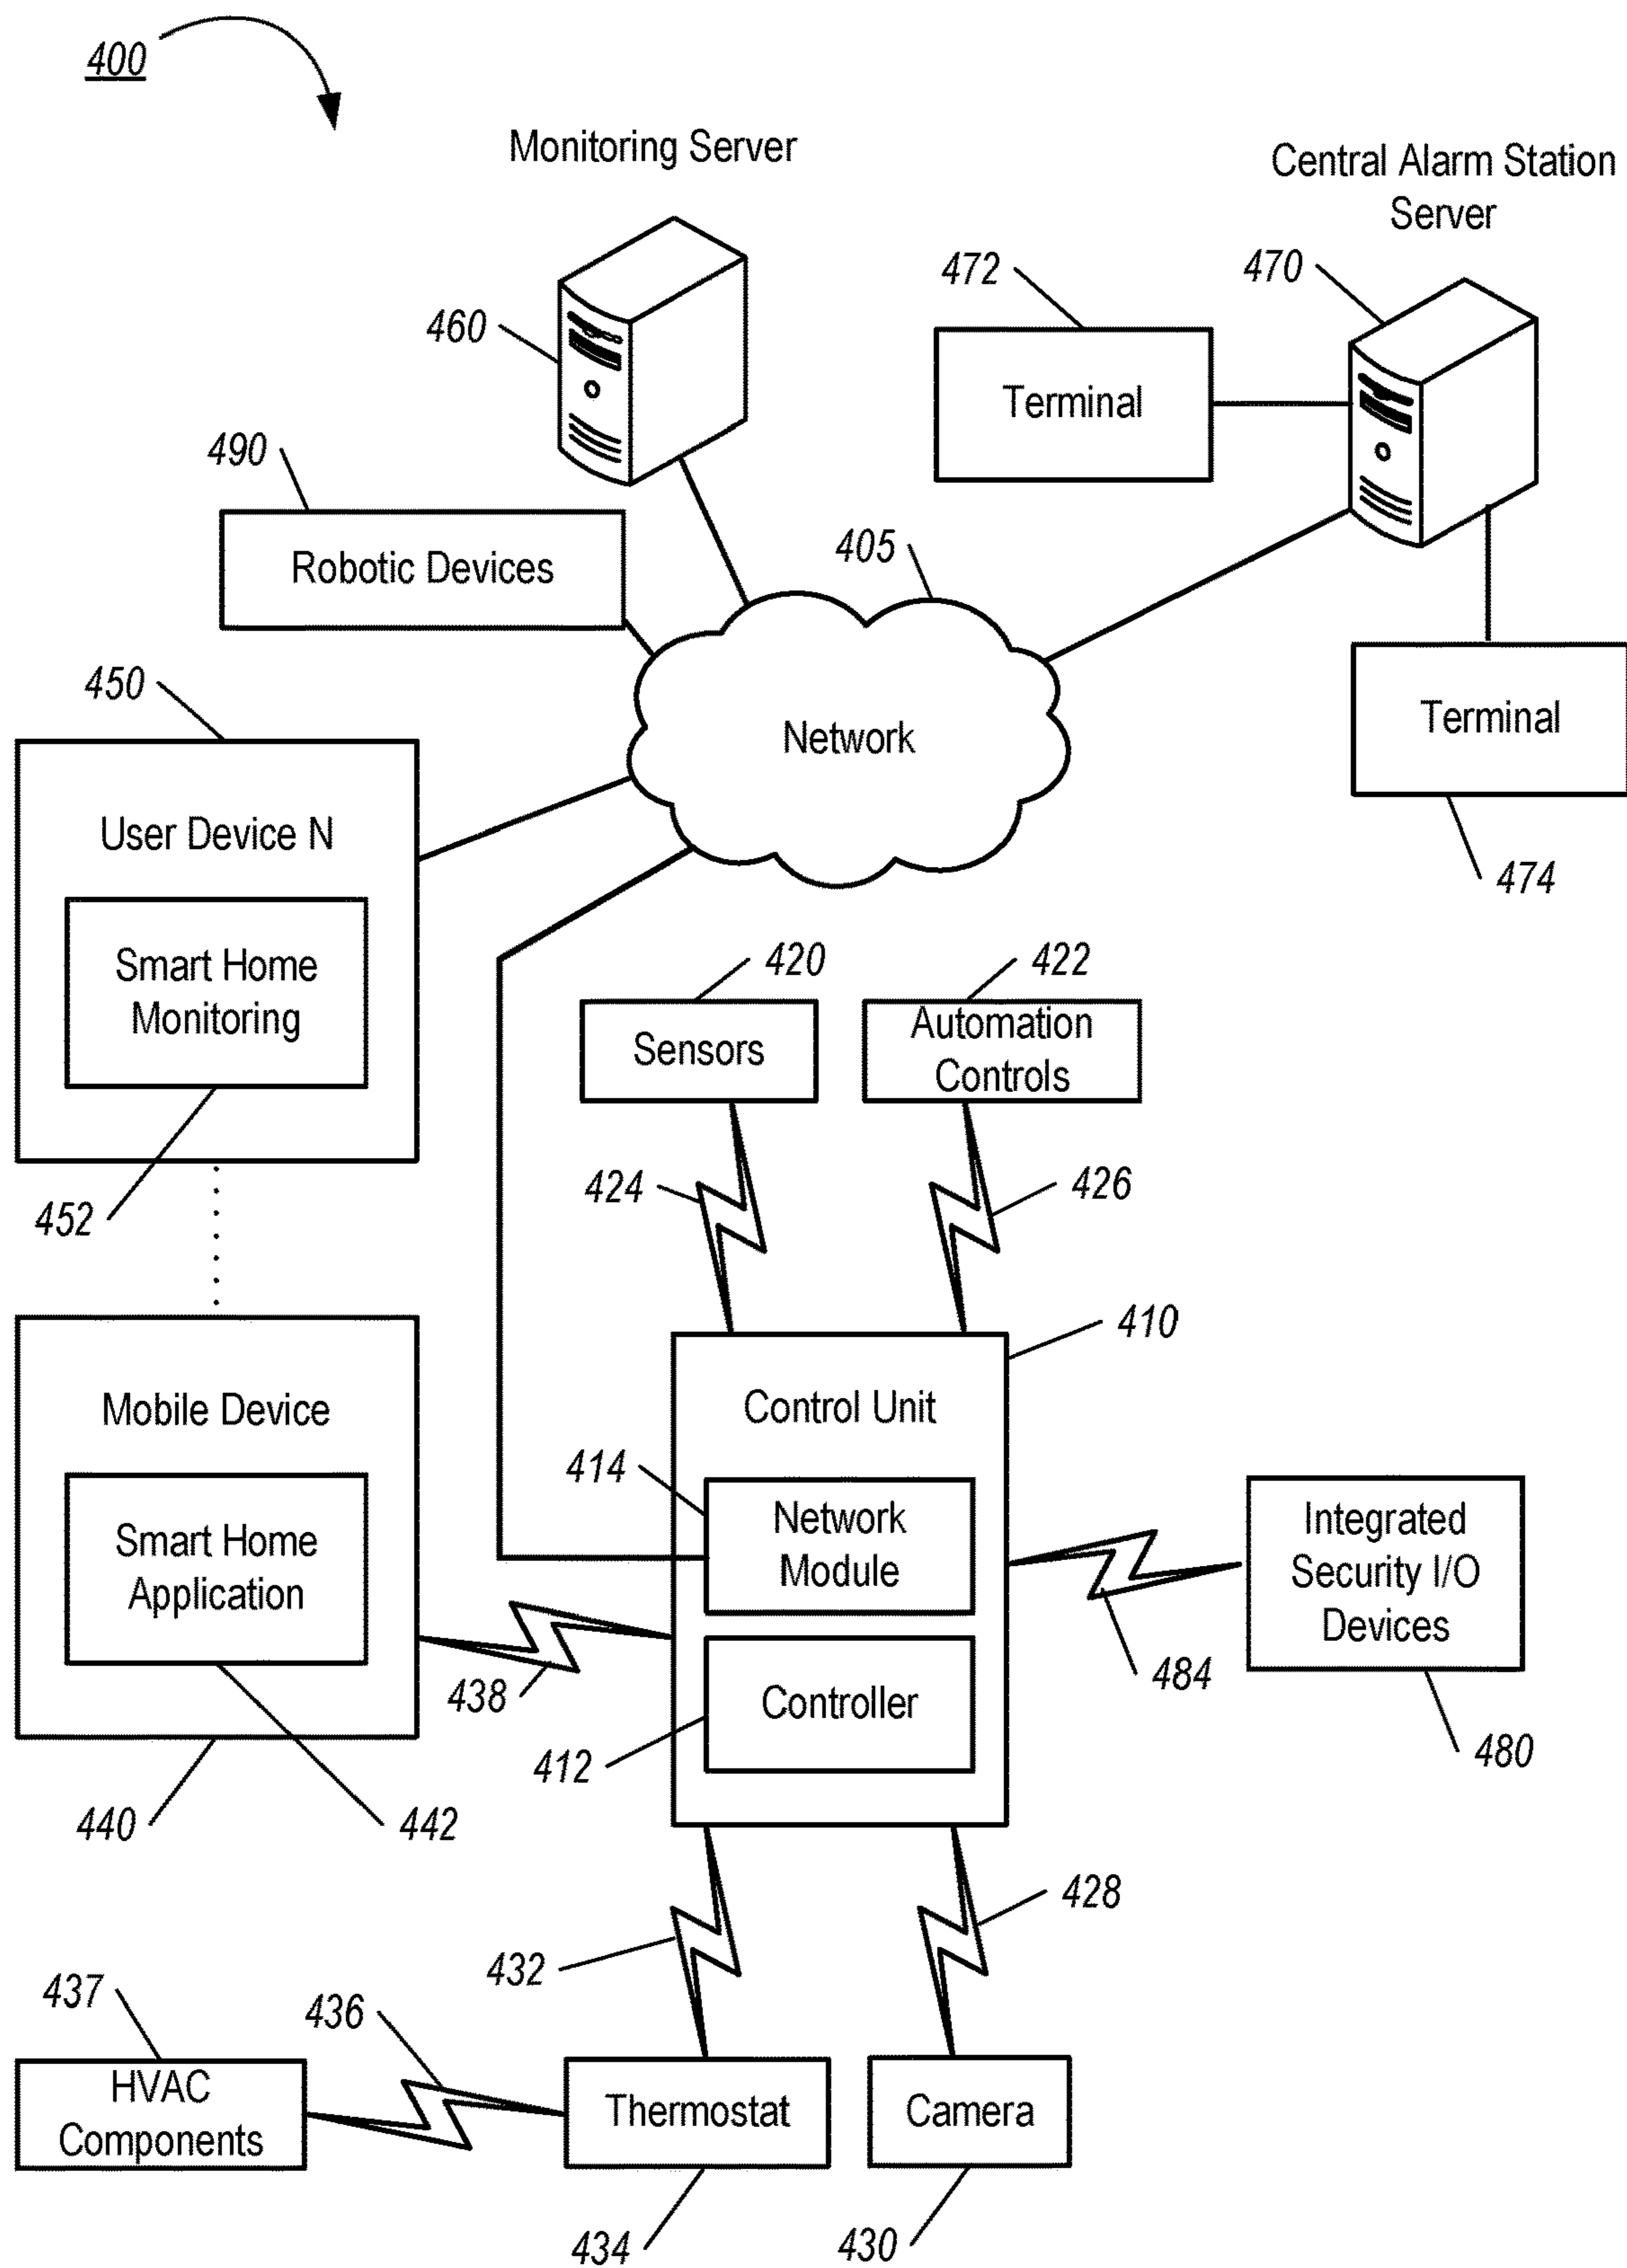 400
Monitoring Server
Central Alarm Station
Server
472
470
460
Terminal
490
405
Robotic Devices
450
Network
Terminal
User Device N
474
Smart Home
Monitoring
420
422
Sensors
Automation
Controls
424
426
452
410
Mobile Device
Control Unit
414
Network
Module
Integrated
Security I/O
Devices
Smart Home
Application
438
484
Controller
412
480
440
442
428
432
437
436
HVAC
Components
Thermostat
Camera
434
430